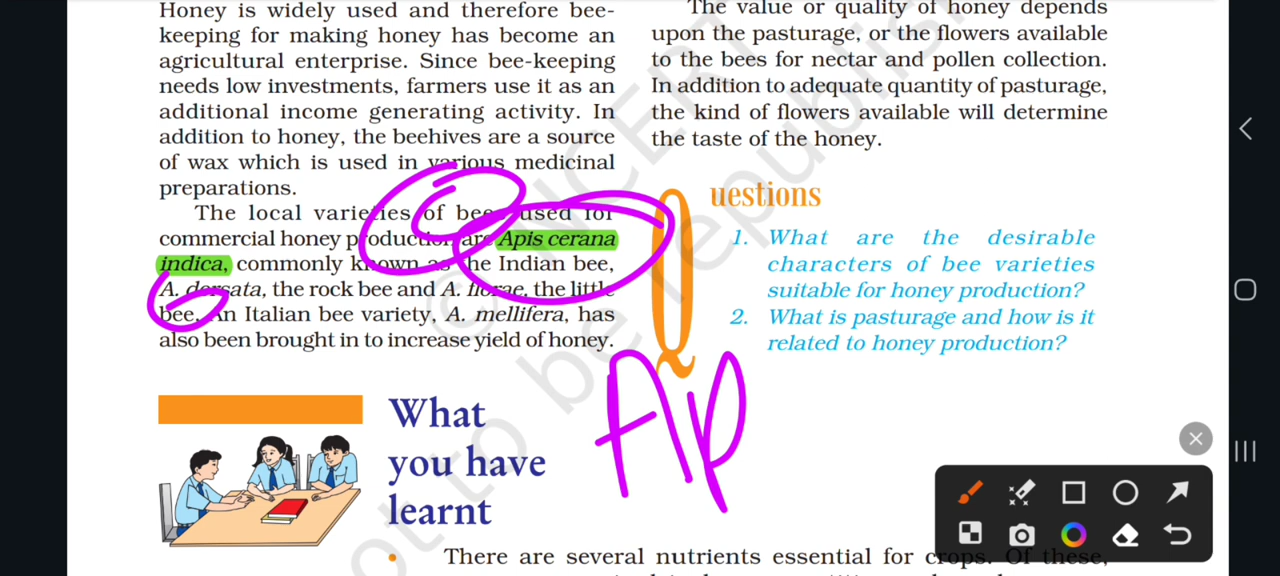 Honey is widely used and therefore bee-
keeping for making honey has become an
agricultural enterprise. Since bee-keeping
needs low investments, farmers use it as an
additional income generating activity. In
addition to honey, the beehives are a source
of wax which is used in various medicinal
preparations.
The local varieties of bees used for
commercial honey production are Apis cerana
indica, commonly known as the Indian bee,
A. dorsata, the rock bee and A. florae, the little
bee. An Italian bee variety, A. mellifera, has
also been brought in to increase yield of honey.
The value or quality of honey depends
upon the pasturage, or the flowers available
to the bees for nectar and pollen collection.
In addition to adequate quantity of pasturage,
the kind of flowers available will determine
the taste of the honey.
Questions
1. What are the desirable
characters of bee varieties
suitable for honey production?
2. What is pasturage and how is it
related to honey production?
Aip
What
you have
learnt
• There are several nutrients essential for crops. Of these,
© NCERT
not to be republish